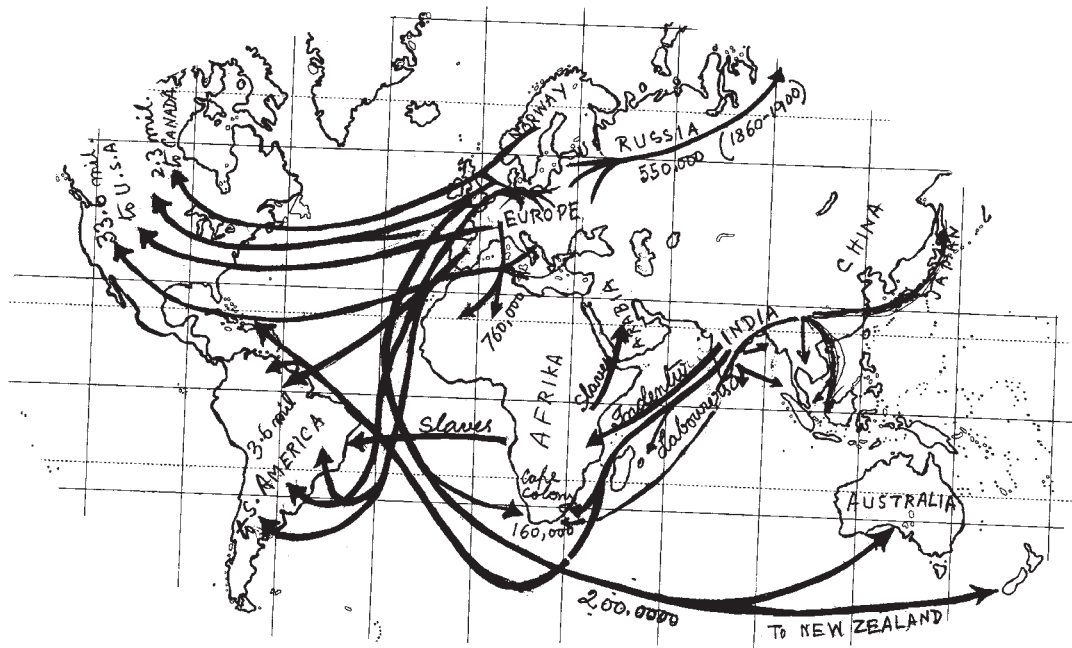 NORWAY
RUSSIA
(1860-1900)
550,000
2.3 mil.
to CANADA
33.6 mil
to U.S.A
EUROPE
CHINA
JAPAN
760,000
ARABIA
INDIA
AFRIKA
Slaves
Indentur
Labourers
Slaves
3.6 mil
S. AMERICA
Cape
Colony
160,000
AUSTRALIA
200,0000
TO NEW ZEALAND